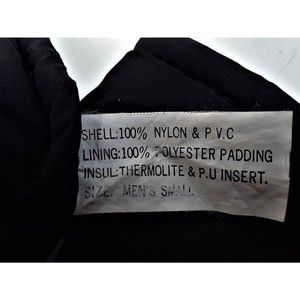 SHELL:100% NYLON & P.V.C
LINING:100% POLYESTER PADDING
INSUL:THERMOLITE & P.U INSERT.
SIZE: MEN'S SMALL